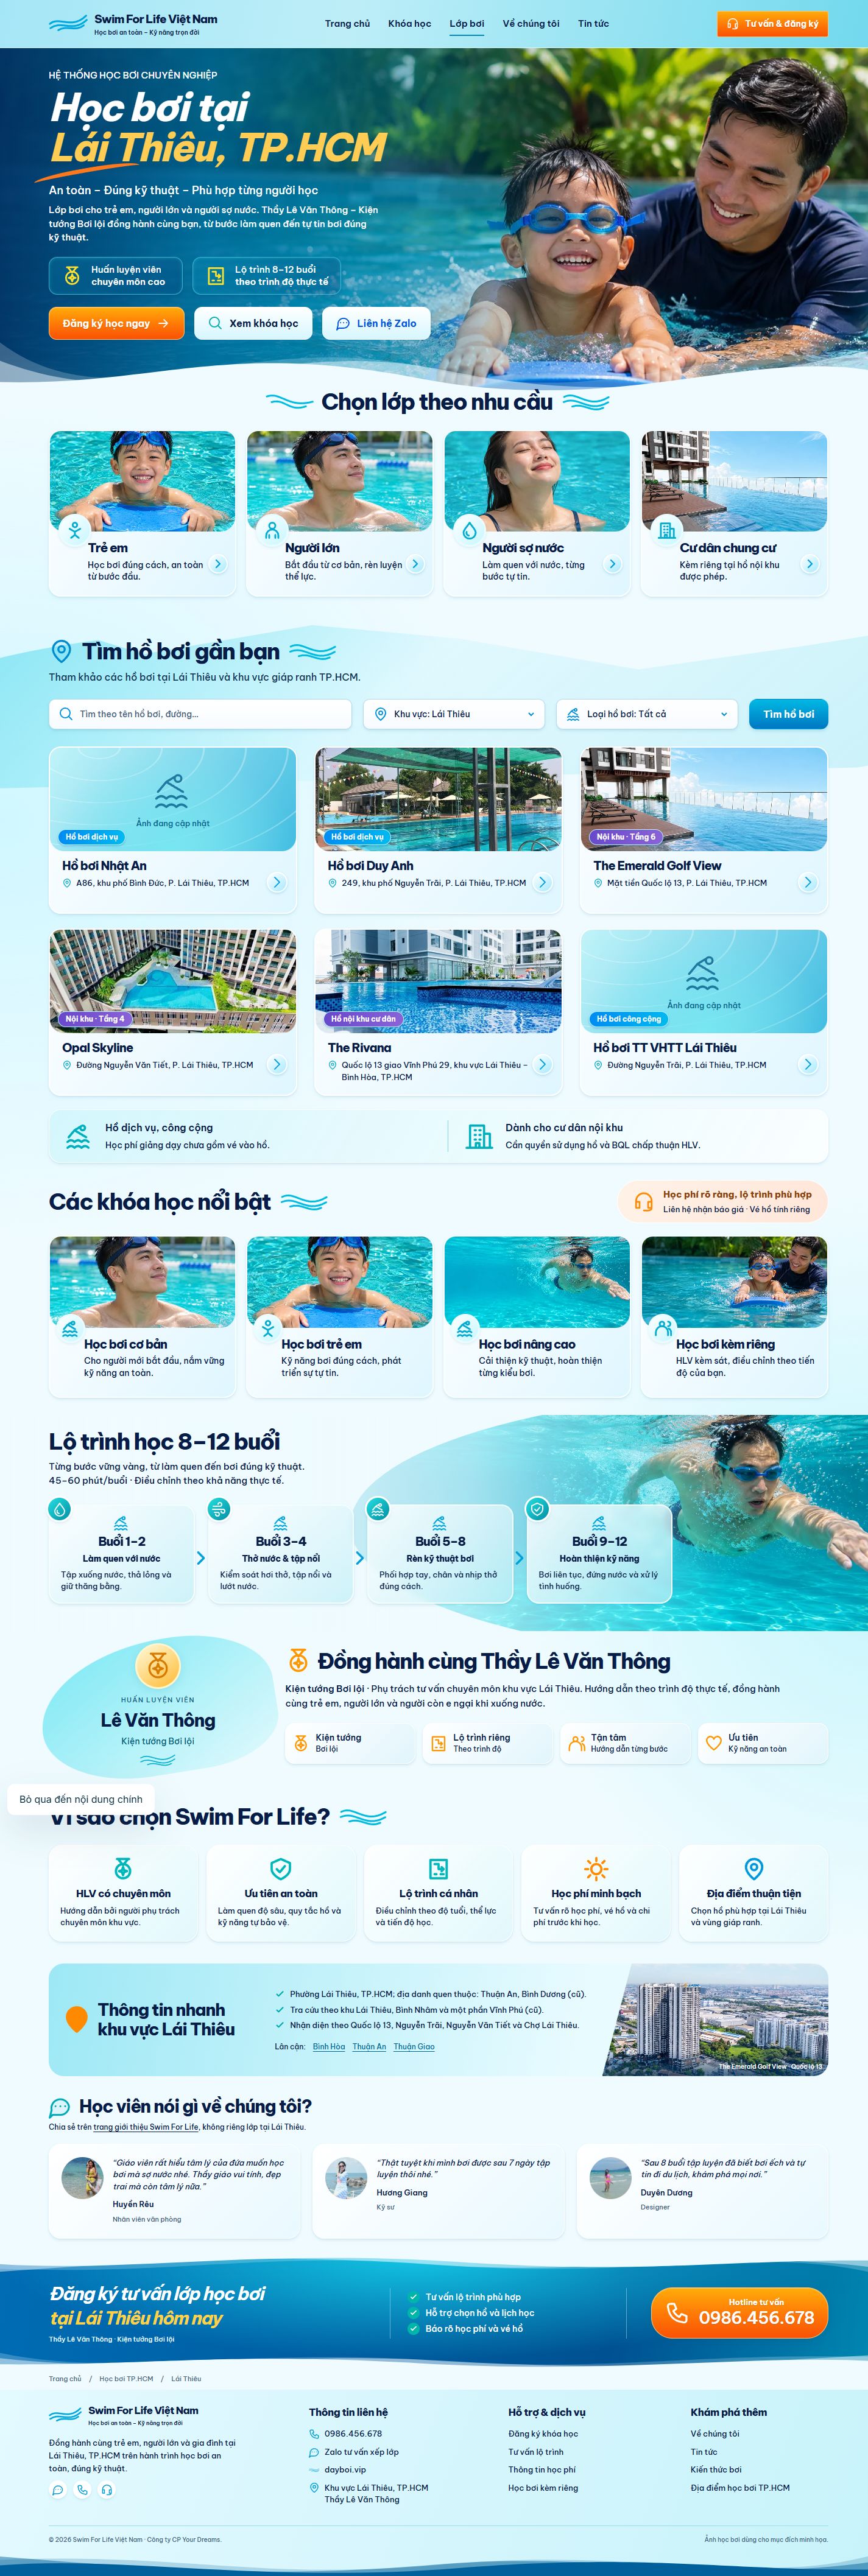 Swim For Life Việt Nam
Học bơi an toàn – Kỹ năng trọn đời
Trang chủ
Khóa học
Lớp bơi
Về chúng tôi
Tin tức
Tư vấn & đăng ký
HỆ THỐNG HỌC BƠI CHUYÊN NGHIỆP
Học bơi tại
Lái Thiêu, TP.HCM
An toàn – Đúng kỹ thuật – Phù hợp từng người học
Lớp bơi cho trẻ em, người lớn và người sợ nước. Thầy Lê Văn Thông – Kiện
tướng Bơi lội đồng hành cùng bạn, từ bước làm quen đến tự tin bơi đúng
kỹ thuật.
Huấn luyện viên
chuyên môn cao
Lộ trình 8–12 buổi
theo trình độ thực tế
Đăng ký học ngay
Xem khóa học
Liên hệ Zalo
Chọn lớp theo nhu cầu
Trẻ em
Học bơi đúng cách, an toàn
từ bước đầu.
Người lớn
Bắt đầu từ cơ bản, rèn luyện
thể lực.
Người sợ nước
Làm quen với nước, từng
bước tự tin.
Cư dân chung cư
Kèm riêng tại hồ nội khu
được phép.
Tìm hồ bơi gần bạn
Tham khảo các hồ bơi tại Lái Thiêu và khu vực giáp ranh TP.HCM.
Tìm theo tên hồ bơi, đường...
Khu vực: Lái Thiêu
Loại hồ bơi: Tất cả
Tìm hồ bơi
Ảnh đang cập nhật
Hồ bơi dịch vụ
Hồ bơi Nhật An
A86, khu phố Bình Đức, P. Lái Thiêu, TP.HCM
Hồ bơi dịch vụ
Hồ bơi Duy Anh
249, khu phố Nguyễn Trãi, P. Lái Thiêu, TP.HCM
Nội khu · Tầng 6
The Emerald Golf View
Mặt tiền Quốc lộ 13, P. Lái Thiêu, TP.HCM
Nội khu · Tầng 4
Opal Skyline
Đường Nguyễn Văn Tiết, P. Lái Thiêu, TP.HCM
Hồ nội khu cư dân
The Rivana
Quốc lộ 13 giao Vĩnh Phú 29, khu vực Lái Thiêu –
Bình Hòa, TP.HCM
Ảnh đang cập nhật
Hồ bơi công cộng
Hồ bơi TT VHTT Lái Thiêu
Đường Nguyễn Trãi, P. Lái Thiêu, TP.HCM
Hồ dịch vụ, công cộng
Học phí giảng dạy chưa gồm vé vào hồ.
Dành cho cư dân nội khu
Cần quyền sử dụng hồ và BQL chấp thuận HLV.
Các khóa học nổi bật
Học phí rõ ràng, lộ trình phù hợp
Liên hệ nhận báo giá · Vé hồ tính riêng
Học bơi cơ bản
Cho người mới bắt đầu, nắm vững
kỹ năng an toàn.
Học bơi trẻ em
Kỹ năng bơi đúng cách, phát
triển sự tự tin.
Học bơi nâng cao
Cải thiện kỹ thuật, hoàn thiện
từng kiểu bơi.
Học bơi kèm riêng
HLV kèm sát, điều chỉnh theo tiến
độ của bạn.
Lộ trình học 8–12 buổi
Từng bước vững vàng, từ làm quen đến bơi đúng kỹ thuật.
45–60 phút/buổi · Điều chỉnh theo khả năng thực tế.
Buổi 1–2
Làm quen với nước
Tập xuống nước, thả lỏng và
giữ thăng bằng.
Buổi 3–4
Thở nước & tập nổi
Kiểm soát hơi thở, tập nổi và
lướt nước.
Buổi 5–8
Rèn kỹ thuật bơi
Phối hợp tay, chân và nhịp thở
đúng cách.
Buổi 9–12
Hoàn thiện kỹ năng
Bơi liên tục, đứng nước và xử lý
tình huống.
HUẤN LUYỆN VIÊN
Lê Văn Thông
Kiện tướng Bơi lội
Đồng hành cùng Thầy Lê Văn Thông
Kiện tướng Bơi lội · Phụ trách tư vấn chuyên môn khu vực Lái Thiêu. Hướng dẫn theo trình độ thực tế, đồng hành
cùng trẻ em, người lớn và người còn e ngại khi xuống nước.
Kiện tướng
Bơi lội
Lộ trình riêng
Theo trình độ
Tận tâm
Hướng dẫn từng bước
Ưu tiên
Kỹ năng an toàn
Bỏ qua đến nội dung chính
Vì sao chọn Swim For Life?
HLV có chuyên môn
Hướng dẫn bởi người phụ trách
chuyên môn khu vực.
Ưu tiên an toàn
Làm quen độ sâu, quy tắc hồ và
kỹ năng tự bảo vệ.
Lộ trình cá nhân
Điều chỉnh theo độ tuổi, thể lực
và tiến độ học.
Học phí minh bạch
Tư vấn rõ học phí, vé hồ và chi
phí trước khi học.
Địa điểm thuận tiện
Chọn hồ phù hợp tại Lái Thiêu
và vùng giáp ranh.
Thông tin nhanh
khu vực Lái Thiêu
Phường Lái Thiêu, TP.HCM; địa danh quen thuộc: Thuận An, Bình Dương (cũ).
Tra cứu theo khu Lái Thiêu, Bình Nhâm và một phần Vĩnh Phú (cũ).
Nhận diện theo Quốc lộ 13, Nguyễn Trãi, Nguyễn Văn Tiết và Chợ Lái Thiêu.
Lân cận: Bình Hòa Thuận An Thuận Giao
The Emerald Golf View · Quốc lộ 13
Học viên nói gì về chúng tôi?
Chia sẻ trên trang giới thiệu Swim For Life, không riêng lớp tại Lái Thiêu.
"Giáo viên rất hiểu tâm lý của đứa muốn học
bơi mà sợ nước nhé. Thầy giáo vui tính, đẹp
trai mà còn tâm lý nữa."
Huyền Rêu
Nhân viên văn phòng
"Thật tuyệt khi mình bơi được sau 7 ngày tập
luyện thôi nhé."
Hương Giang
Kỹ sư
"Sau 8 buổi tập luyện đã biết bơi ếch và tự
tin đi du lịch, khám phá mọi nơi."
Duyên Dương
Designer
Đăng ký tư vấn lớp học bơi
tại Lái Thiêu hôm nay
Thầy Lê Văn Thông · Kiện tướng Bơi lội
Tư vấn lộ trình phù hợp
Hỗ trợ chọn hồ và lịch học
Báo rõ học phí và vé hồ
Hotline tư vấn
0986.456.678
Trang chủ / Học bơi TP.HCM / Lái Thiêu
Swim For Life Việt Nam
Học bơi an toàn – Kỹ năng trọn đời
Đồng hành cùng trẻ em, người lớn và gia đình tại
Lái Thiêu, TP.HCM trên hành trình học bơi an
toàn, đúng kỹ thuật.
Thông tin liên hệ
0986.456.678
Zalo tư vấn xếp lớp
dayboi.vip
Khu vực Lái Thiêu, TP.HCM
Thầy Lê Văn Thông
Hỗ trợ & dịch vụ
Đăng ký khóa học
Tư vấn lộ trình
Thông tin học phí
Học bơi kèm riêng
Khám phá thêm
Về chúng tôi
Tin tức
Kiến thức bơi
Địa điểm học bơi TP.HCM
© 2026 Swim For Life Việt Nam · Công ty CP Your Dreams.
Ảnh học bơi dùng cho mục đích minh họa.